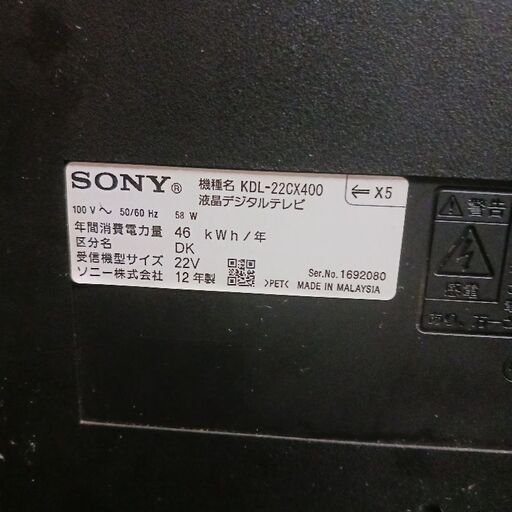 SONY®
機種名 KDL-22CX400
液晶デジタルテレビ
⇐ X5
100 V ~ 50/60 Hz 58 W
年間消費電力量 46 kWh/年
区分名 DK
受信機型サイズ 22V
ソニー株式会社 12年製
Ser.No.1692080
>PET< MADE IN MALAYSIA
警告
感電